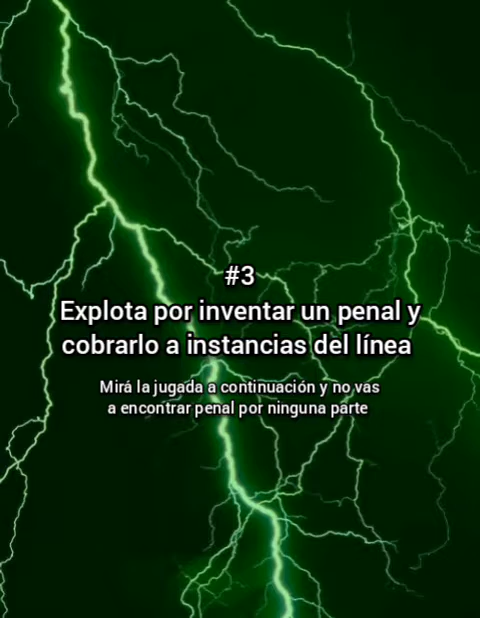 #3
Explota por inventar un penal y
cobrarlo a instancias del línea
Mirá la jugada a continuación y no vas
a encontrar penal por ninguna parte